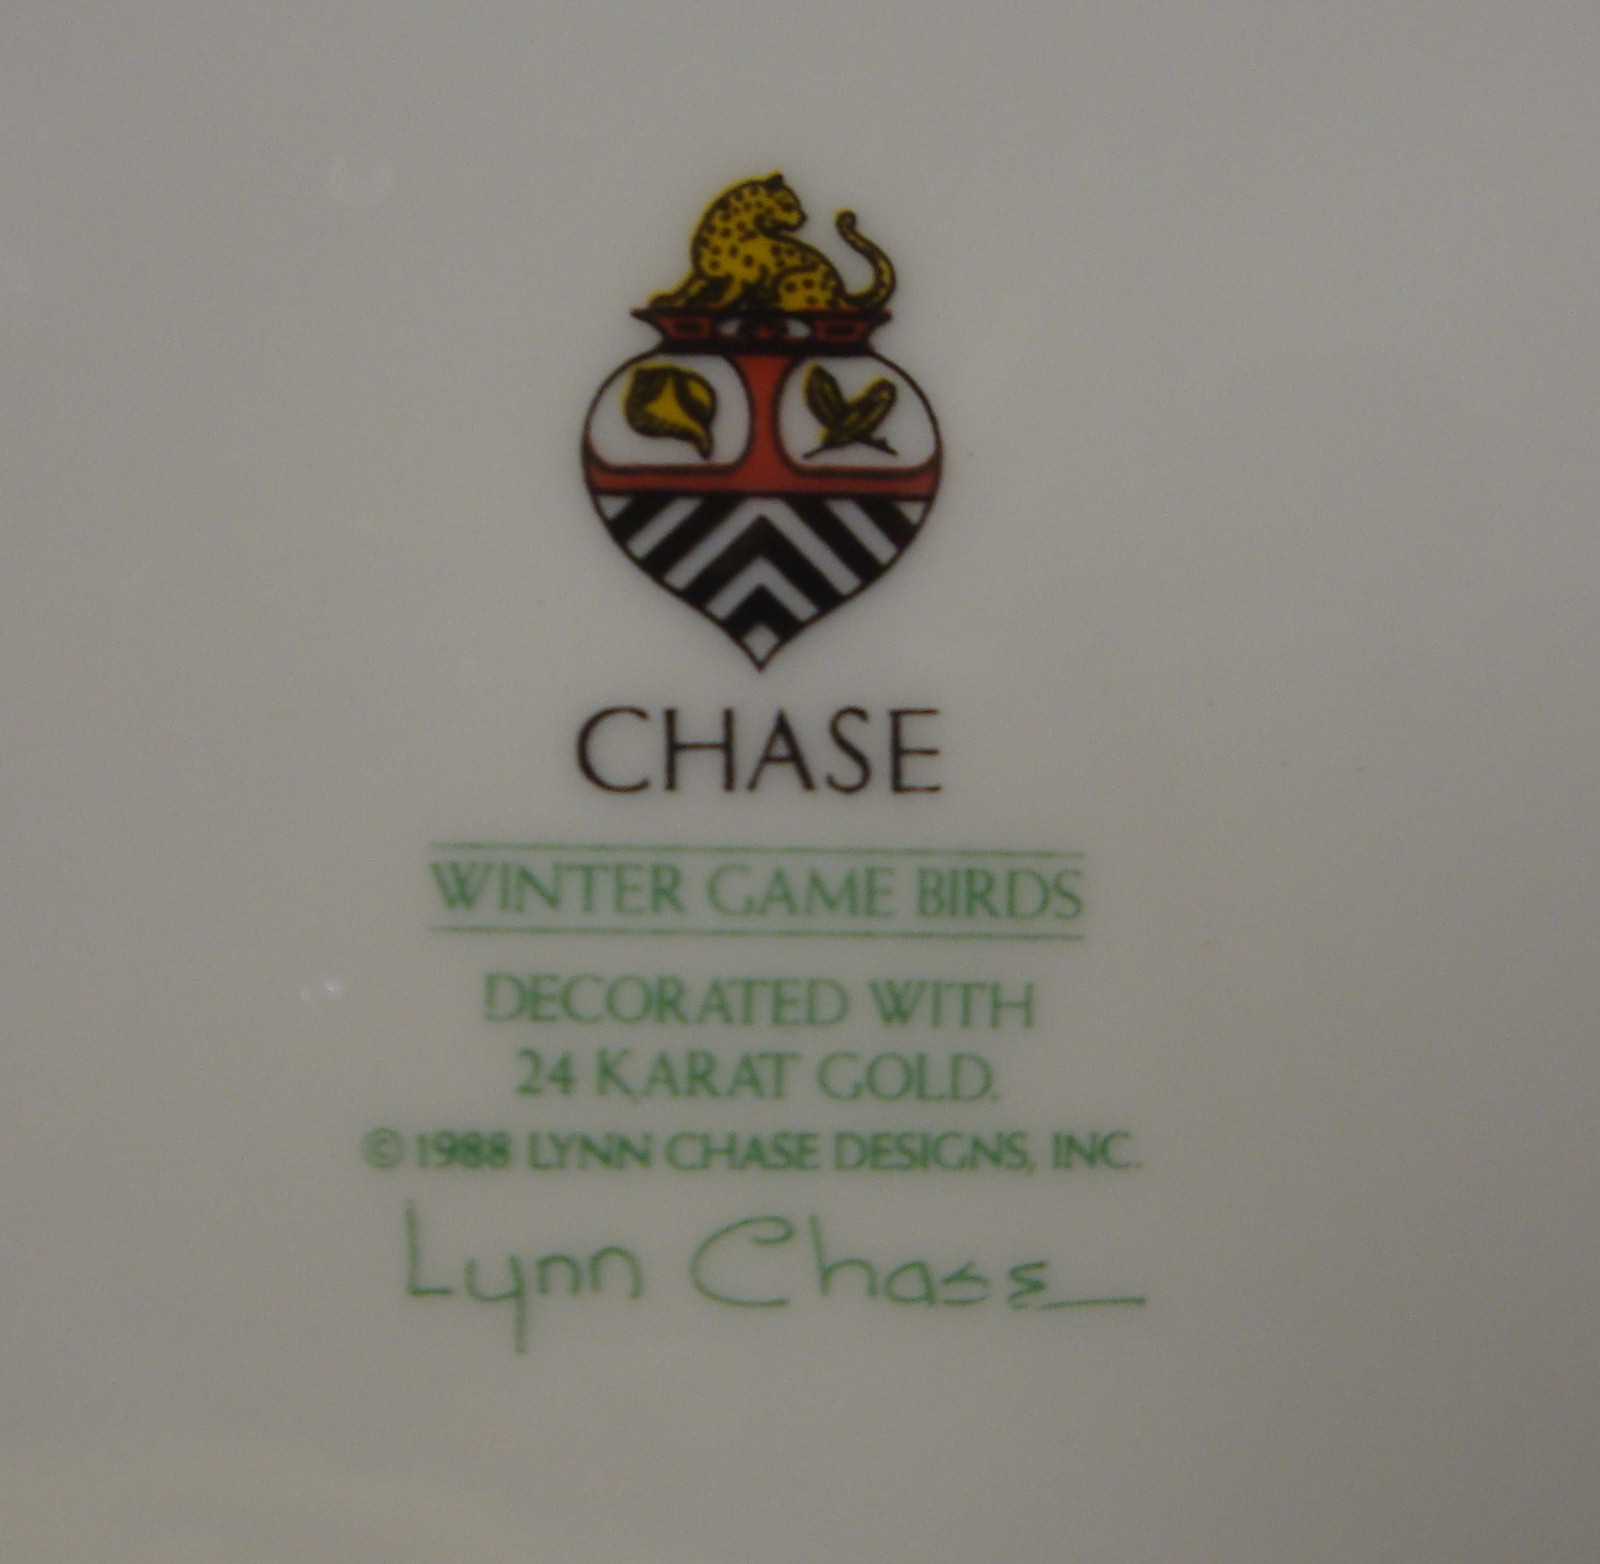 CHASE
WINTER GAME BIRDS
DECORATED WITH
24 KARAT GOLD.
© 1988 LYNN CHASE DESIGNS, INC.
Lynn Chase